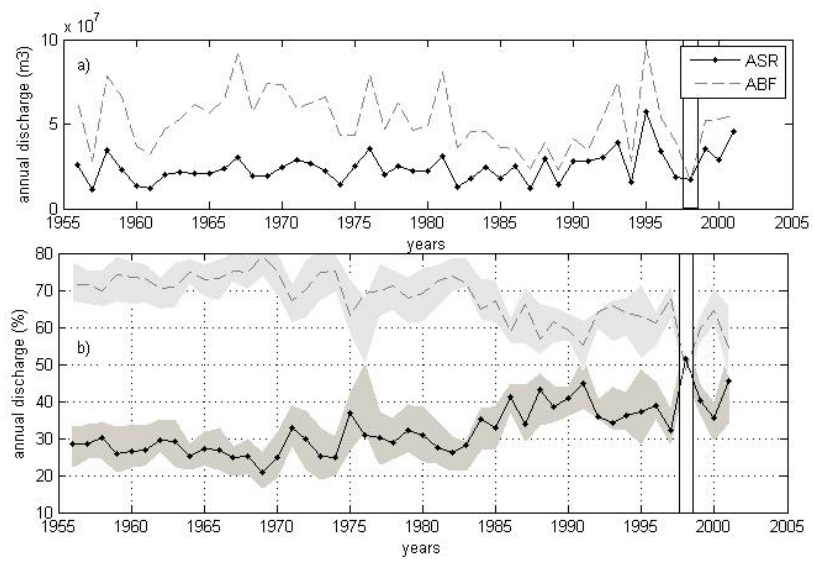 x 10^7
10
5
0
annual discharge (m3)
a)
ASR
ABF
1955 1960 1965 1970 1975 1980 1985 1990 1995 2000 2005
years
80
70
60
50
40
30
20
10
annual discharge (%)
b)
1955 1960 1965 1970 1975 1980 1985 1990 1995 2000 2005
years